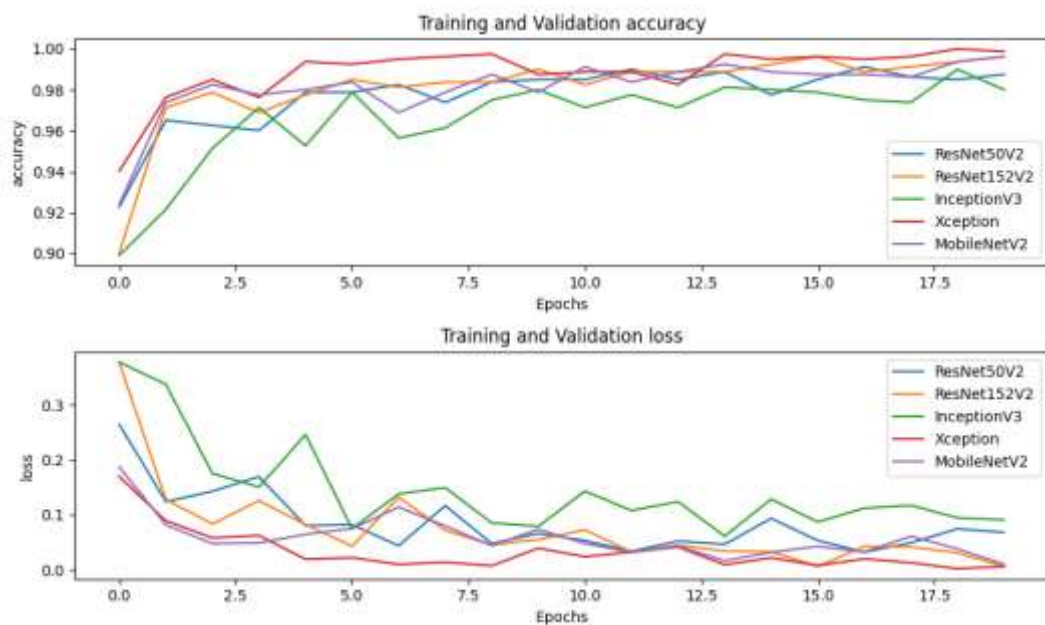 Training and Validation accuracy
1.00
0.98
0.96
0.94
0.92
0.90
accuracy
ResNet50V2
ResNet152V2
InceptionV3
Xception
MobileNetV2
0.0 2.5 5.0 7.5 10.0 12.5 15.0 17.5
Epochs
Training and Validation loss
0.3
0.2
0.1
0.0
loss
ResNet50V2
ResNet152V2
InceptionV3
Xception
MobileNetV2
0.0 2.5 5.0 7.5 10.0 12.5 15.0 17.5
Epochs